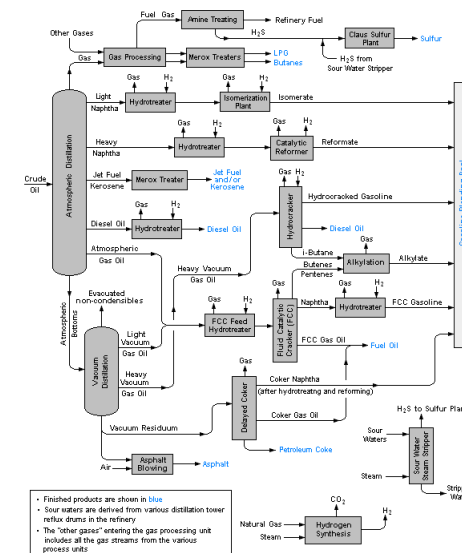 Fuel Gas
Amine Treating
Refinery Fuel
Other Gases
H2S
Claus Sulfur
Plant
Sulfur
Gas
Gas Processing
Merox Treaters
LPG
Butanes
H2S from
Sour Water Stripper
Gas
H2
Gas
H2
Light
Naphtha
Hydrotreater
Isomerization
Plant
Isomerate
Gas
H2
Gas
H2
Heavy
Naphtha
Hydrotreater
Catalytic
Reformer
Reformate
Atmospheric Distillation
Crude
Oil
Jet Fuel
Kerosene
Merox Treater
Jet Fuel
and/or
Kerosene
Gas
H2
Hydrocracker
Hydrocracked Gasoline
Gas
H2
Diesel Oil
Hydrotreater
Diesel Oil
Diesel Oil
Gas
Atmospheric
Gas Oil
i-Butane
Butenes
Pentenes
Alkylation
Alkylate
Heavy Vacuum
Gas Oil
Evacuated
non-condensibles
Atmospheric
Bottoms
Gas
H2
Gas
Naphtha
Gas
H2
Hydrotreater
FCC Gasoline
FCC Feed
Hydrotreater
Fluid Catalytic
Cracker (FCC)
Light
Vacuum
Gas Oil
FCC Gas Oil
Fuel Oil
Vacuum
Distillation
Heavy
Vacuum
Gas Oil
Gas
Coker Naphtha
(after hydrotreatng and reforming)
Delayed Coker
Coker Gas Oil
Vacuum Residuum
Petroleum Coke
Asphalt
Blowing
Air
Asphalt
H2S to Sulfur Plant
Sour
Waters
Sour Water
Steam Stripper
Steam
• Finished products are shown in blue
• Sour waters are derived from various distillation tower
reflux drums in the refinery
• The "other gases" entering the gas processing unit
includes all the gas streams from the various
process units
CO2
H2
Natural Gas
Steam
Hydrogen
Synthesis